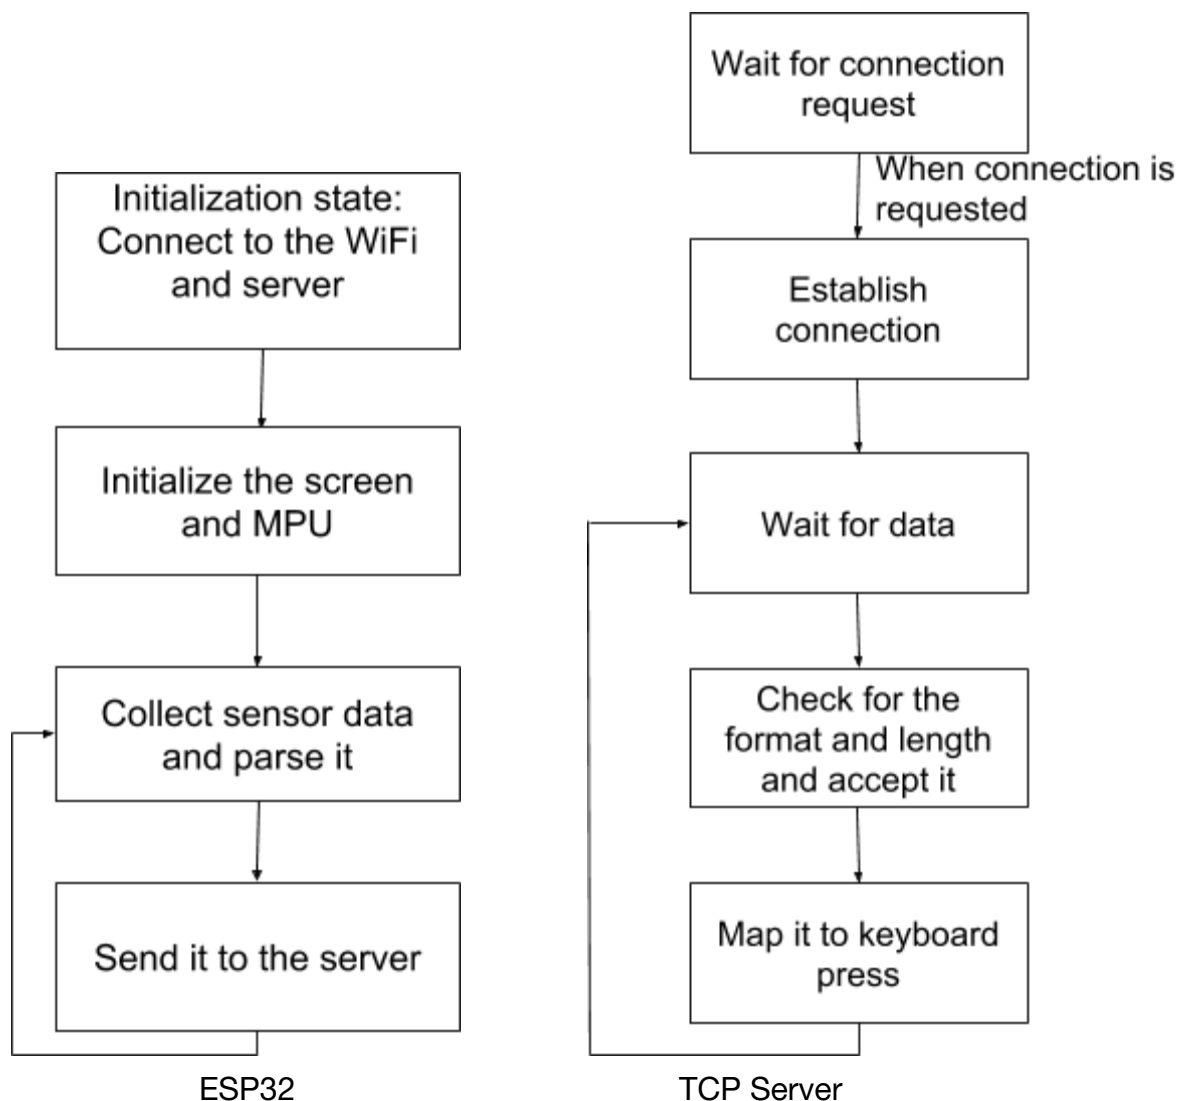 Initialization state:
Connect to the WiFi
and server
Initialize the screen
and MPU
Collect sensor data
and parse it
Send it to the server
ESP32
Wait for connection
request
When connection is
requested
Establish
connection
Wait for data
Check for the
format and length
and accept it
Map it to keyboard
press
TCP Server